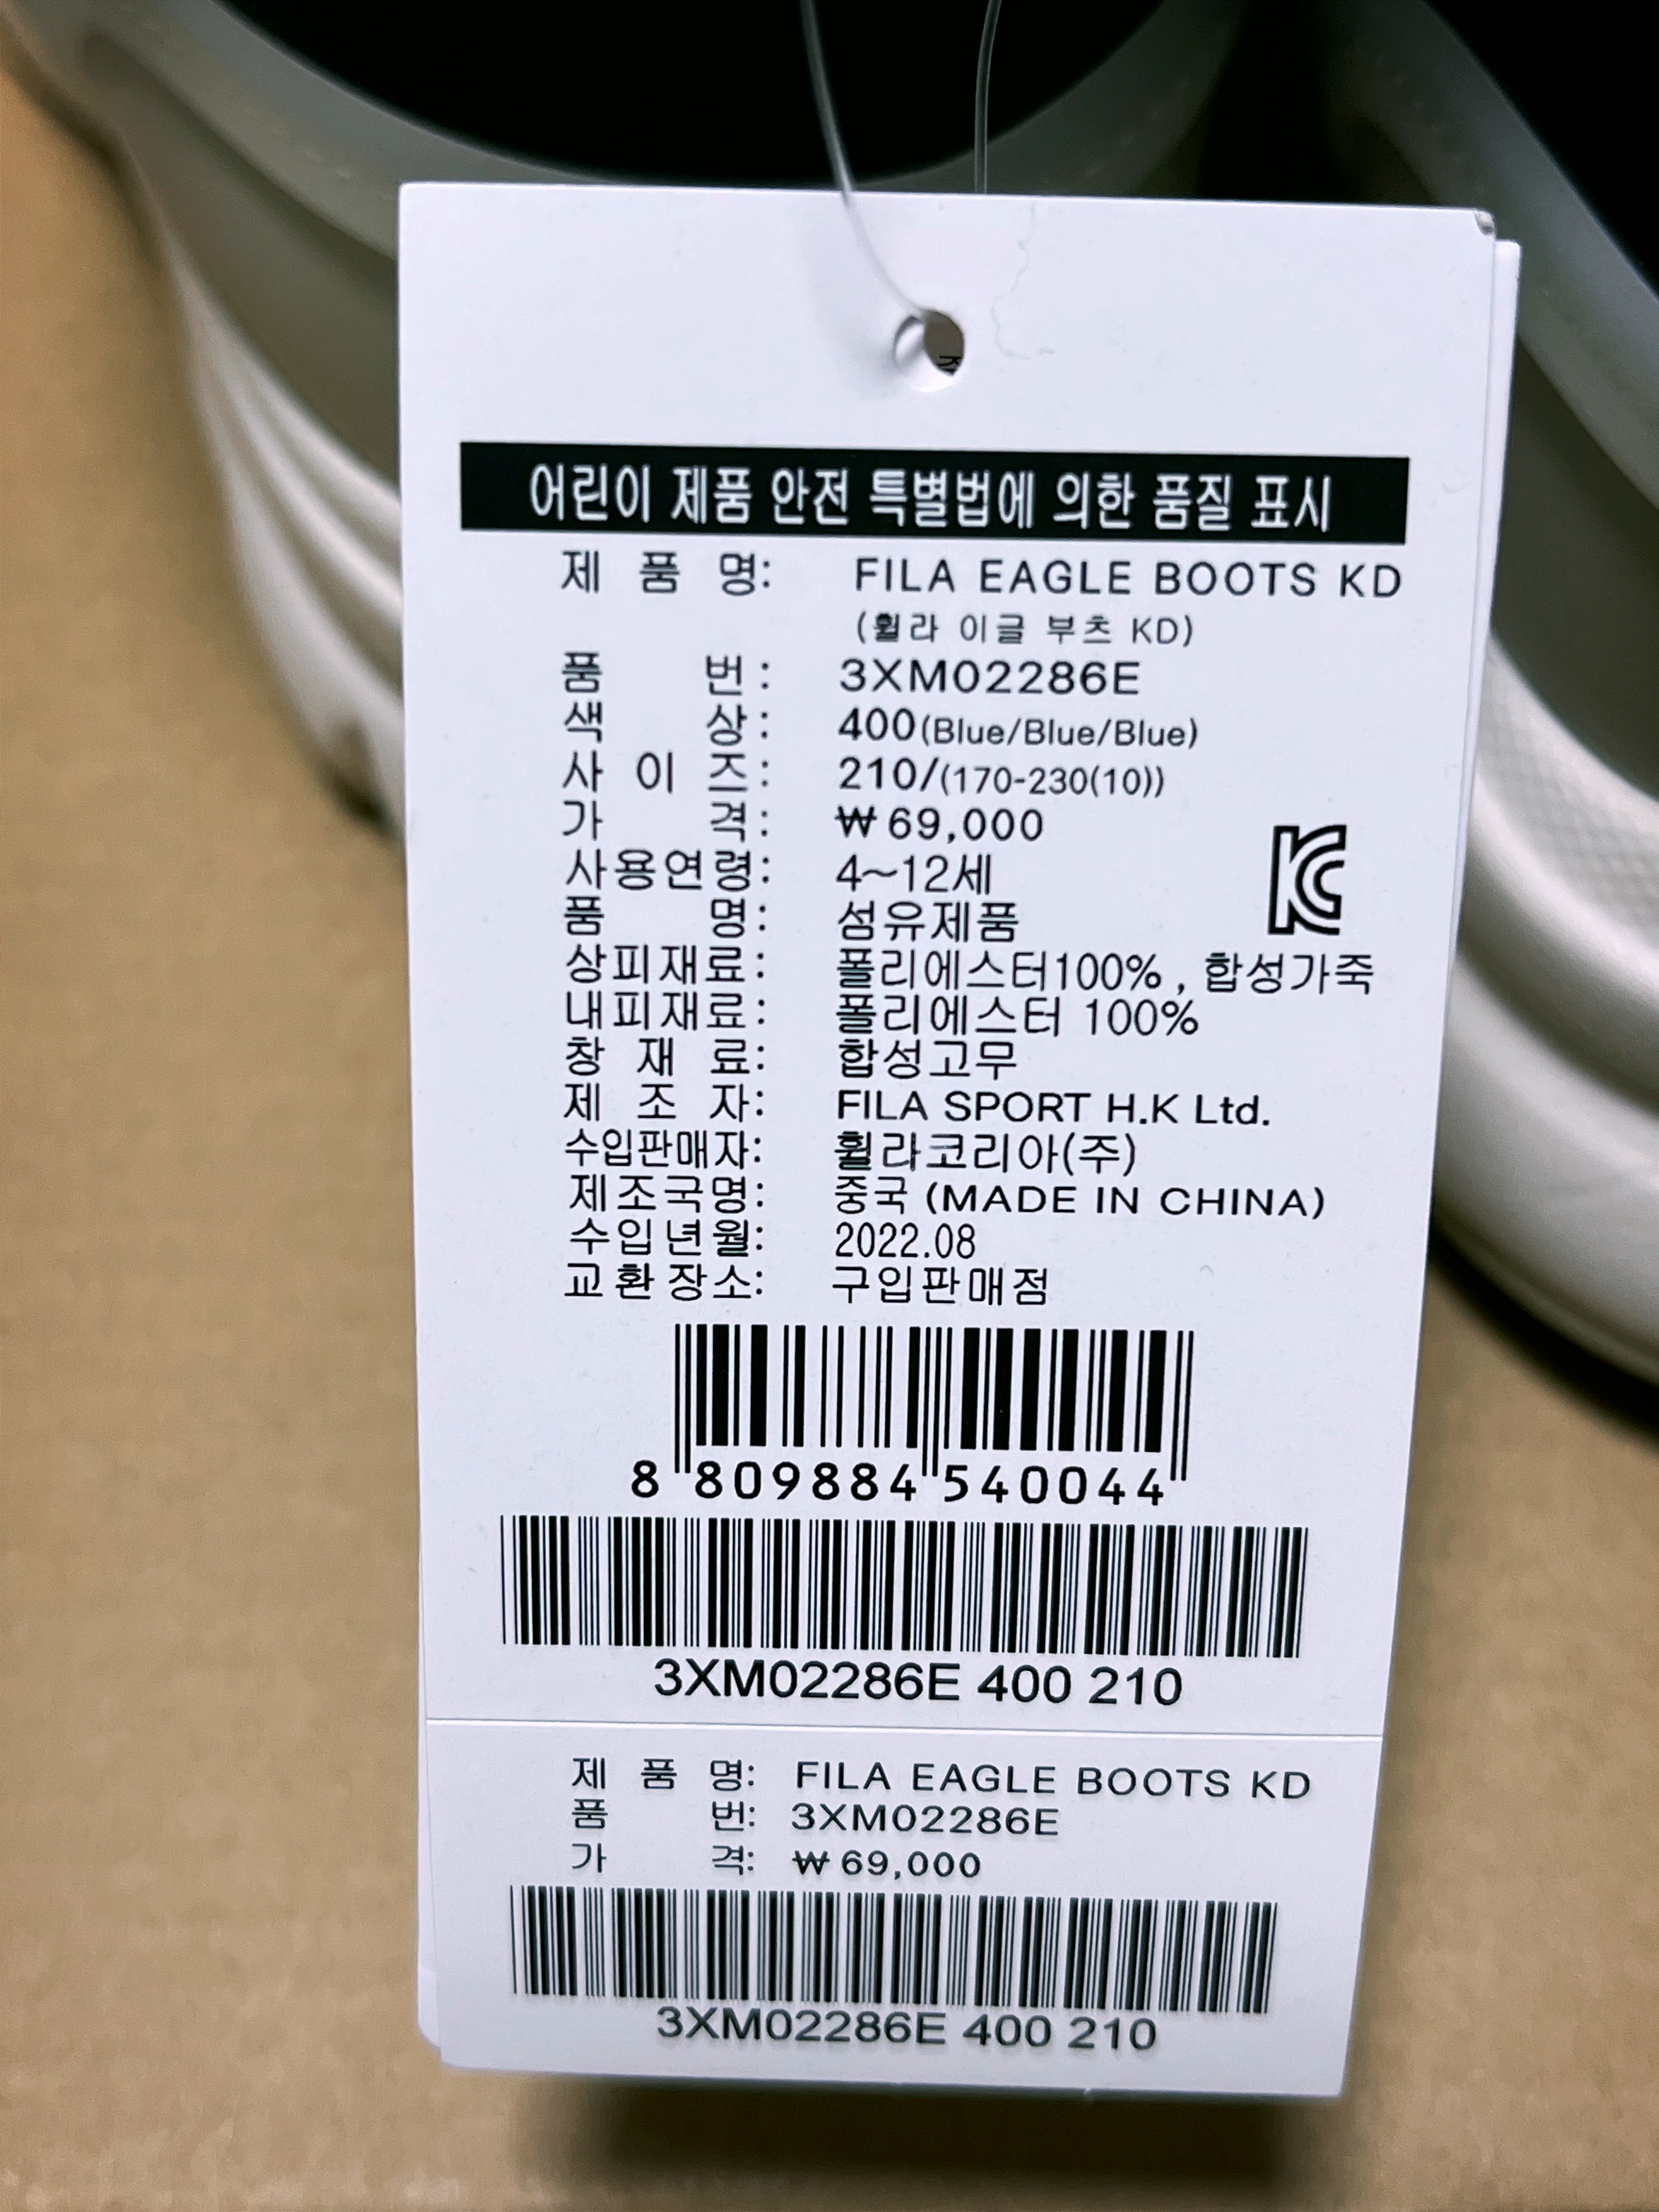 어린이 제품 안전 특별법에 의한 품질 표시
제 품 명: FILA EAGLE BOOTS KD
(휠라 이글 부츠 KD)
품 번: 3XM02286E
색 상: 400(Blue/Blue/Blue)
사 이 즈: 210/(170-230(10))
가 격: ₩69,000
사용연령: 4~12세
품 명: 섬유제품
상피재료: 폴리에스터100%, 합성가죽
내피재료: 폴리에스터 100%
창 재 료: 합성고무
제 조 자: FILA SPORT H.K Ltd.
수입판매자: 휠라코리아(주)
제조국명: 중국 (MADE IN CHINA)
수입년월: 2022.08
교환장소: 구입판매점
KC
8 809884 540044
3XM02286E 400 210
제 품 명: FILA EAGLE BOOTS KD
품 번: 3XM02286E
가 격: ₩69,000
3XM02286E 400 210